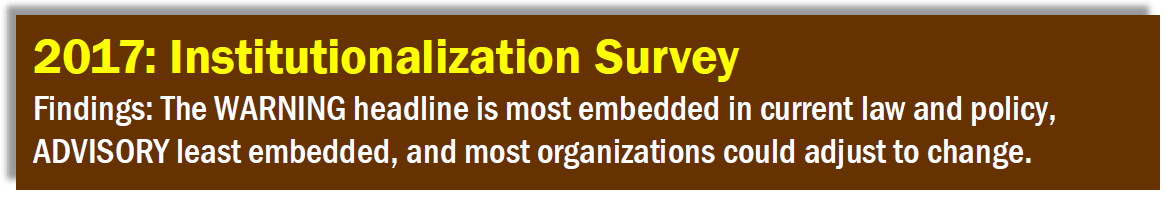 2017: Institutionalization Survey
Findings: The WARNING headline is most embedded in current law and policy,
ADVISORY least embedded, and most organizations could adjust to change.